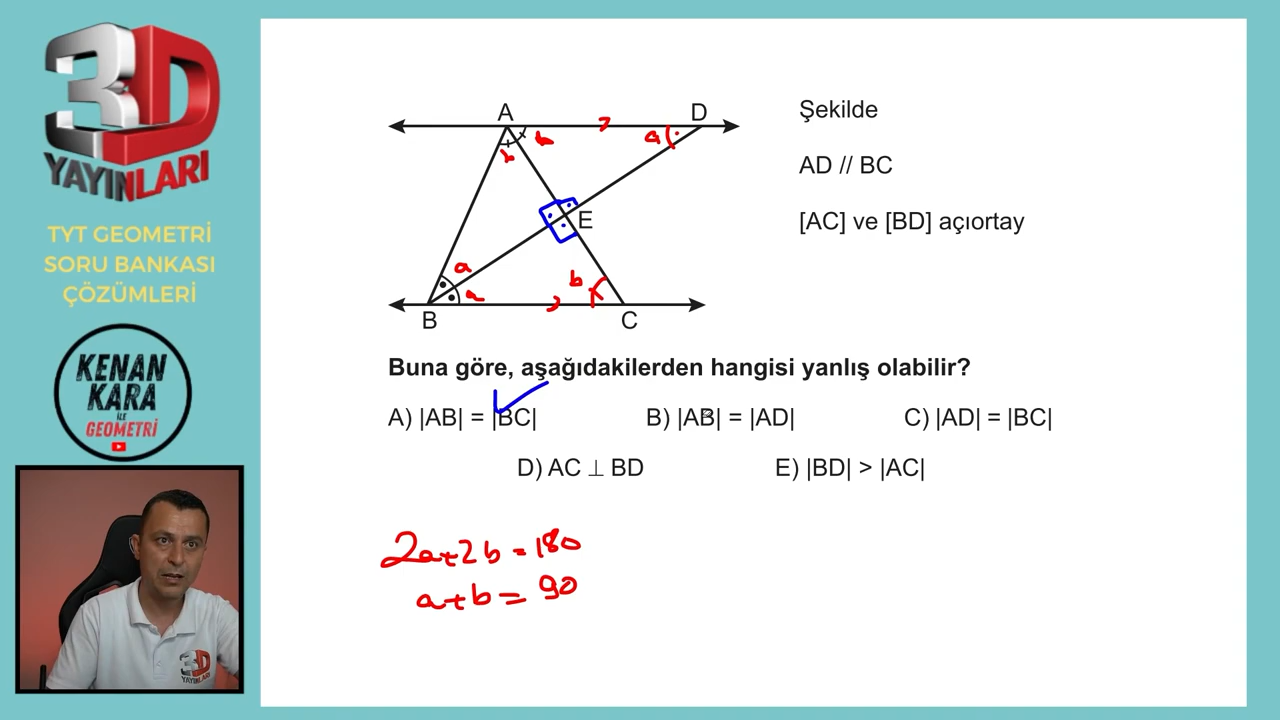 3D
YAYINLARI
TYT GEOMETRİ
SORU BANKASI
ÇÖZÜMLERİ
KENAN
KARA
İLE
GEOMETRİ
3D
YAYINLARI
A
D
b
b
a
E
a
a
b
B
C
Şekilde
AD // BC
[AC] ve [BD] açıortay
Buna göre, aşağıdakilerden hangisi yanlış olabilir?
A) |AB| = |BC| B) |AB| = |AD| C) |AD| = |BC|
D) AC ⊥ BD E) |BD| > |AC|
2a+2b=180
a+b=90